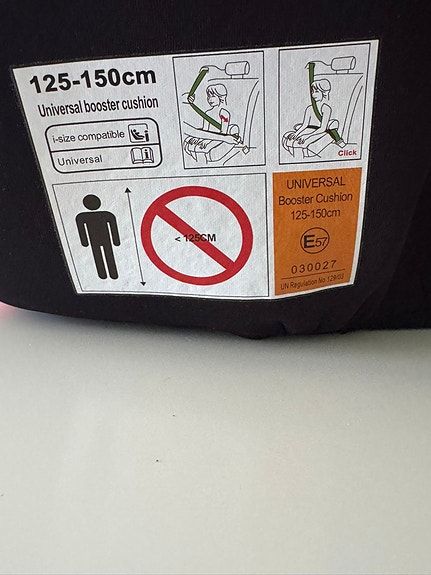 125-150cm
Universal booster cushion
i-size compatible
Universal
Click
< 125CM
UNIVERSAL
Booster Cushion
125-150cm
E57
030027
UN Regulation No. 129/03